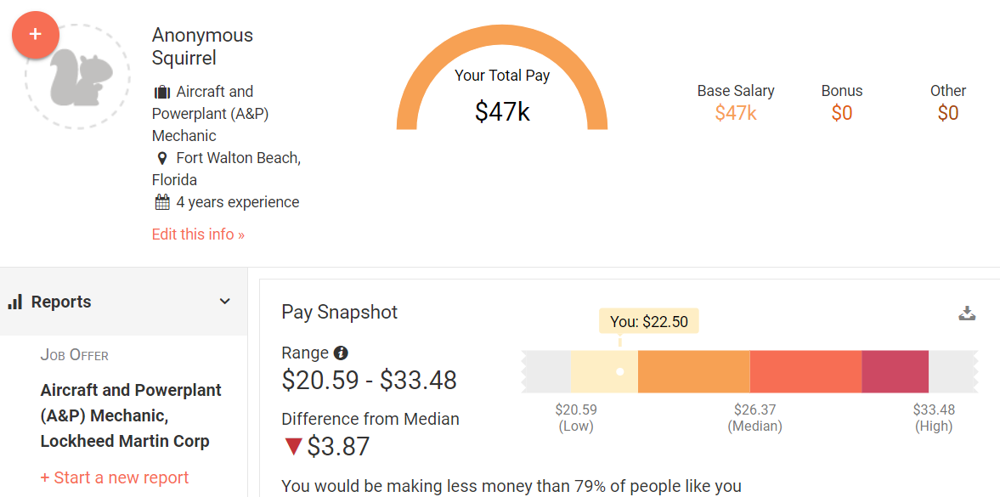 +
Anonymous
Squirrel
Aircraft and
Powerplant (A&P)
Mechanic
Fort Walton Beach,
Florida
4 years experience
Edit this info »
Your Total Pay
$47k
Base Salary
$47k
Bonus
$0
Other
$0
Reports
JOB OFFER
Aircraft and Powerplant
(A&P) Mechanic,
Lockheed Martin Corp
+ Start a new report
Pay Snapshot
Range i
$20.59 - $33.48
Difference from Median
▼$3.87
You: $22.50
$20.59
(Low)
$26.37
(Median)
$33.48
(High)
You would be making less money than 79% of people like you